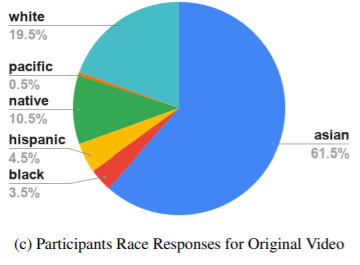 white
19.5%
pacific
0.5%
native
10.5%
hispanic
4.5%
black
3.5%
asian
61.5%
(c) Participants Race Responses for Original Video